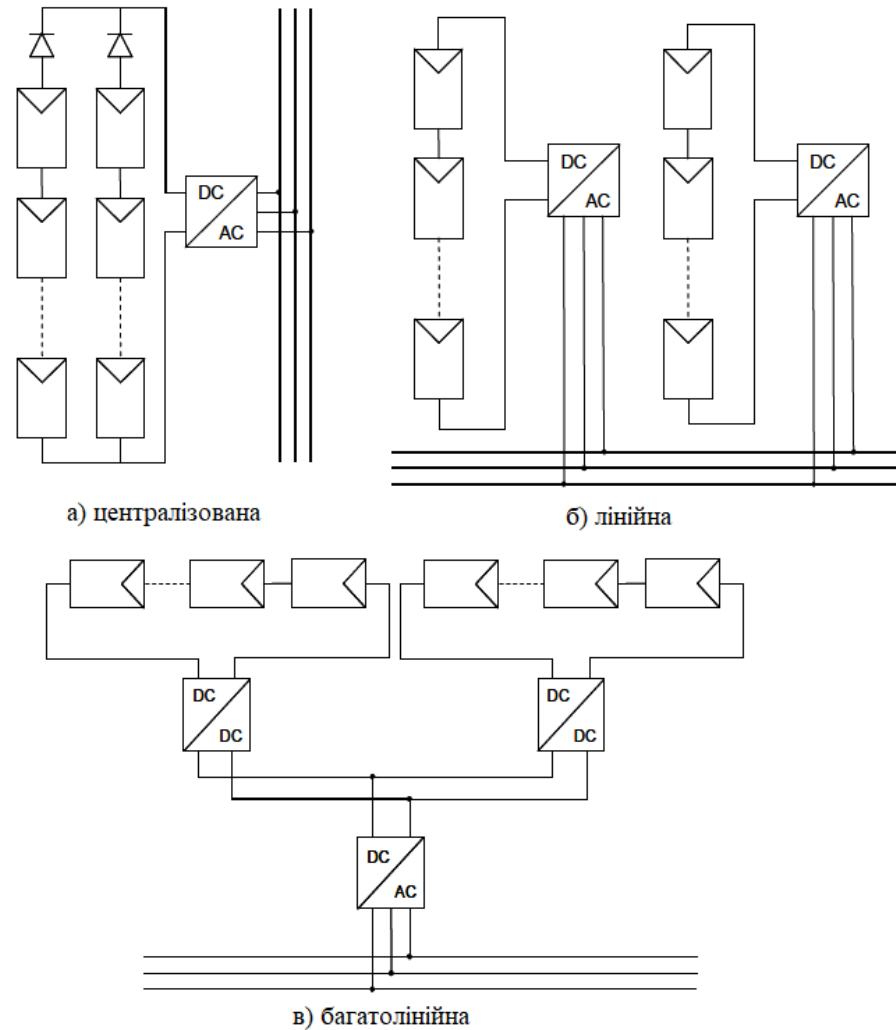 DC
AC
а) централізована
DC
AC
DC
AC
б) лінійна
DC
DC
DC
DC
DC
AC
в) багатолінійна